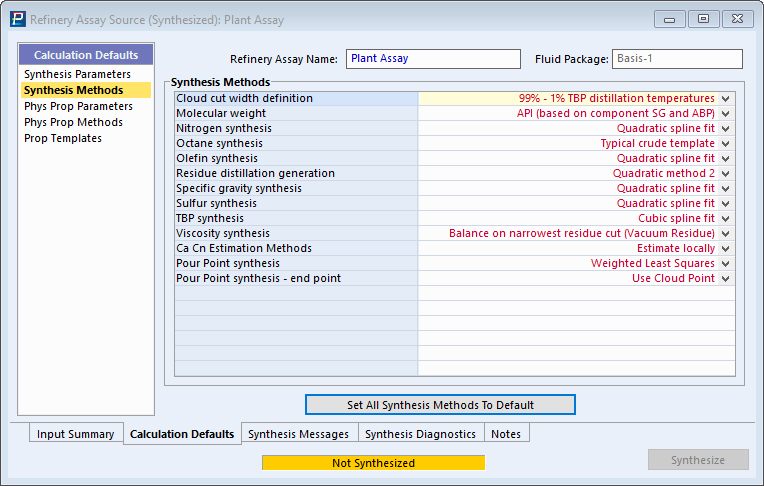 Refinery Assay Source (Synthesized): Plant Assay
Calculation Defaults
Synthesis Parameters
Synthesis Methods
Phys Prop Parameters
Phys Prop Methods
Prop Templates
Refinery Assay Name: Plant Assay Fluid Package: Basis-1
Synthesis Methods
Cloud cut width definition 99% - 1% TBP distillation temperatures
Molecular weight API (based on component SG and ABP)
Nitrogen synthesis Quadratic spline fit
Octane synthesis Typical crude template
Olefin synthesis Quadratic spline fit
Residue distillation generation Quadratic method 2
Specific gravity synthesis Quadratic spline fit
Sulfur synthesis Quadratic spline fit
TBP synthesis Cubic spline fit
Viscosity synthesis Balance on narrowest residue cut (Vacuum Residue)
Ca Cn Estimation Methods Estimate locally
Pour Point synthesis Weighted Least Squares
Pour Point synthesis - end point Use Cloud Point
Set All Synthesis Methods To Default
Input Summary Calculation Defaults Synthesis Messages Synthesis Diagnostics Notes
Not Synthesized Synthesize